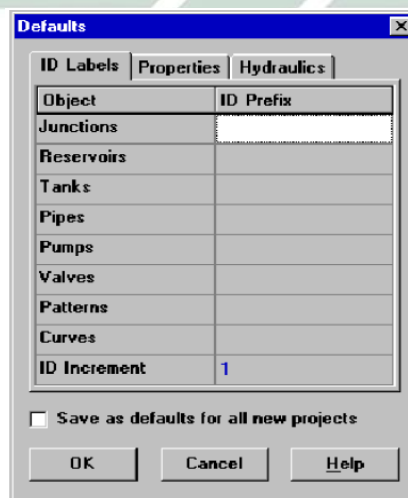 Defaults
ID Labels Properties Hydraulics
Object ID Prefix
Junctions
Reservoirs
Tanks
Pipes
Pumps
Valves
Patterns
Curves
ID Increment 1
Save as defaults for all new projects
OK Cancel Help